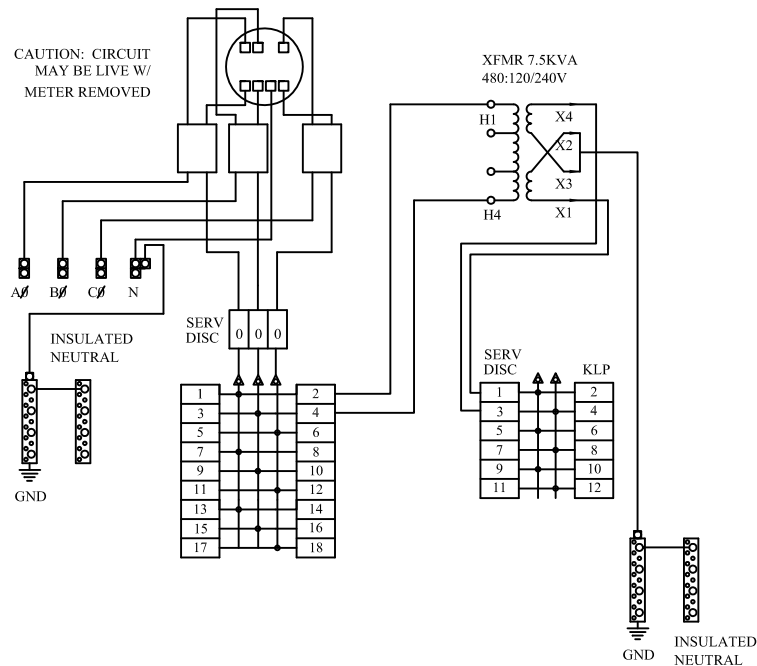 CAUTION: CIRCUIT
MAY BE LIVE W/
METER REMOVED
XFMR 7.5KVA
480:120/240V
H1
H4
X4
X2
X3
X1
AØ
BØ
CØ
N
INSULATED
NEUTRAL
GND
SERV
DISC
0 0 0
1 2
3 4
5 6
7 8
9 10
11 12
13 14
15 16
17 18
SERV
DISC
KLP
1 2
3 4
5 6
7 8
9 10
11 12
GND
INSULATED
NEUTRAL